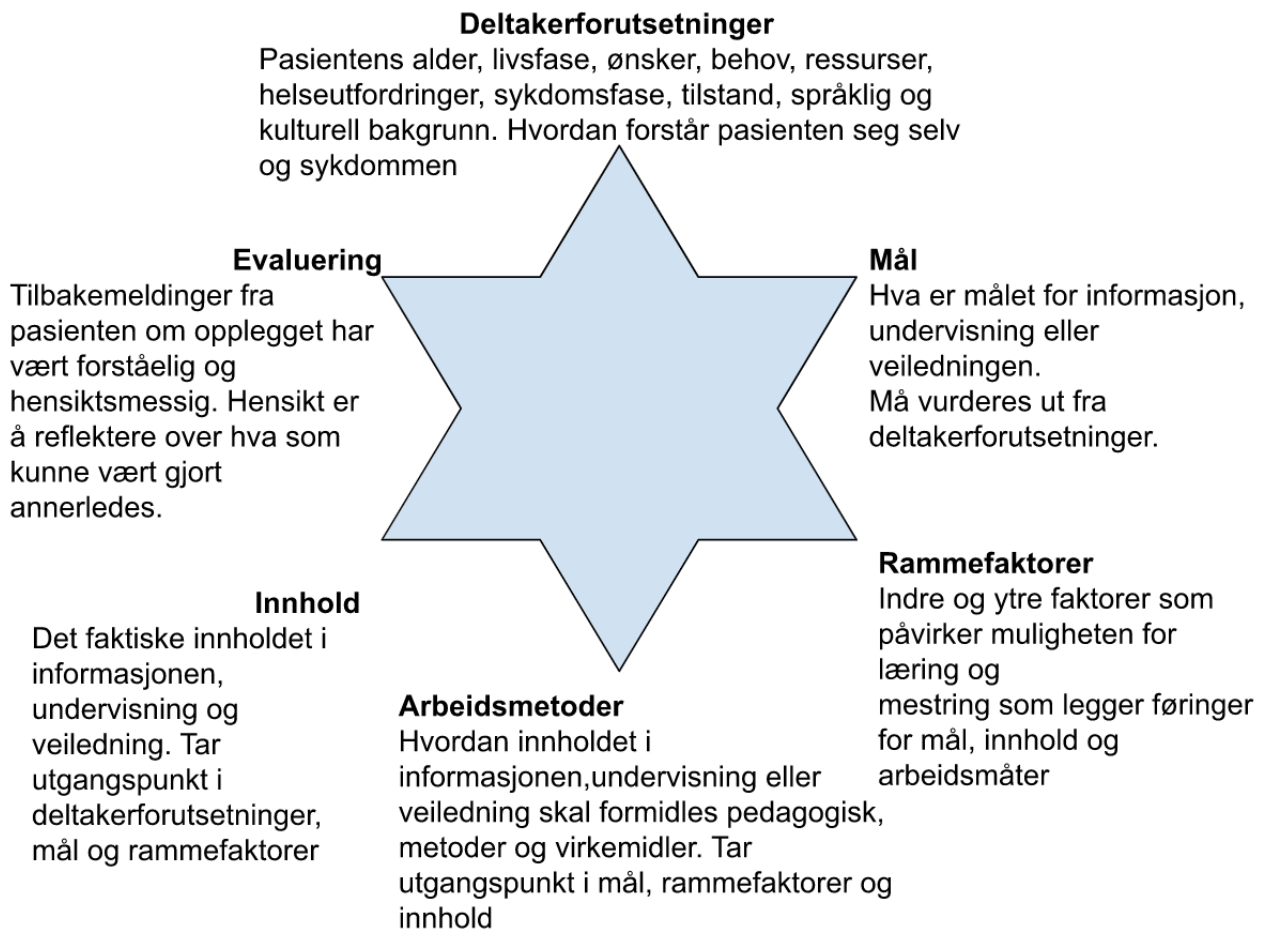 Deltakerforutsetninger
Pasientens alder, livsfase, ønsker, behov, ressurser,
helseutfordringer, sykdomsfase, tilstand, språklig og
kulturell bakgrunn. Hvordan forstår pasienten seg selv
og sykdommen
Mål
Hva er målet for informasjon,
undervisning eller
veiledningen.
Må vurderes ut fra
deltakerforutsetninger.
Rammefaktorer
Indre og ytre faktorer som
påvirker muligheten for
læring og
mestring som legger føringer
for mål, innhold og
arbeidsmåter
Arbeidsmetoder
Hvordan innholdet i
informasjonen,undervisning eller
veiledning skal formidles pedagogisk,
metoder og virkemidler. Tar
utgangspunkt i mål, rammefaktorer og
innhold
Innhold
Det faktiske innholdet i
informasjonen,
undervisning og
veiledning. Tar
utgangspunkt i
deltakerforutsetninger,
mål og rammefaktorer
Evaluering
Tilbakemeldinger fra
pasienten om opplegget har
vært forståelig og
hensiktsmessig. Hensikt er
å reflektere over hva som
kunne vært gjort
annerledes.